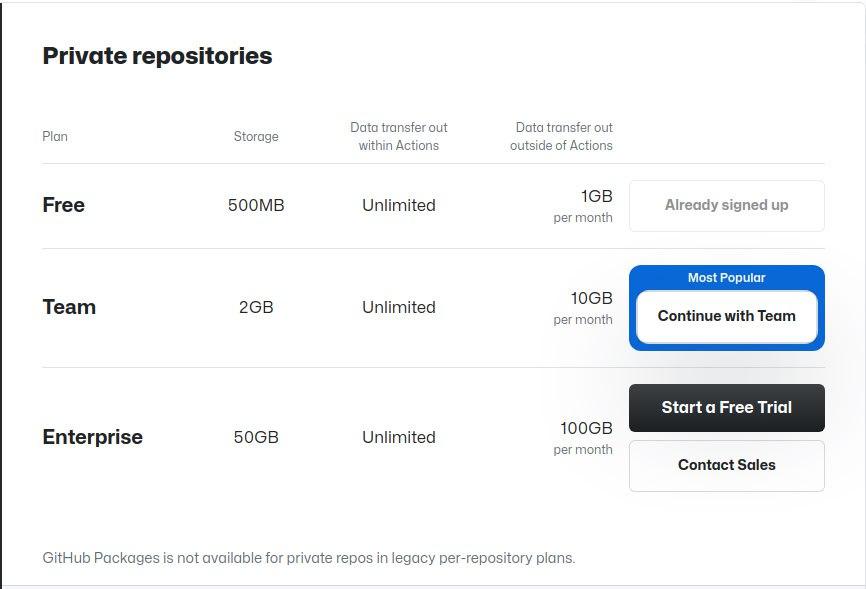 Private repositories
Plan
Storage
Data transfer out
within Actions
Data transfer out
outside of Actions
Free
500MB
Unlimited
1GB
per month
Already signed up
Team
2GB
Unlimited
10GB
per month
Most Popular
Continue with Team
Enterprise
50GB
Unlimited
100GB
per month
Start a Free Trial
Contact Sales
GitHub Packages is not available for private repos in legacy per-repository plans.